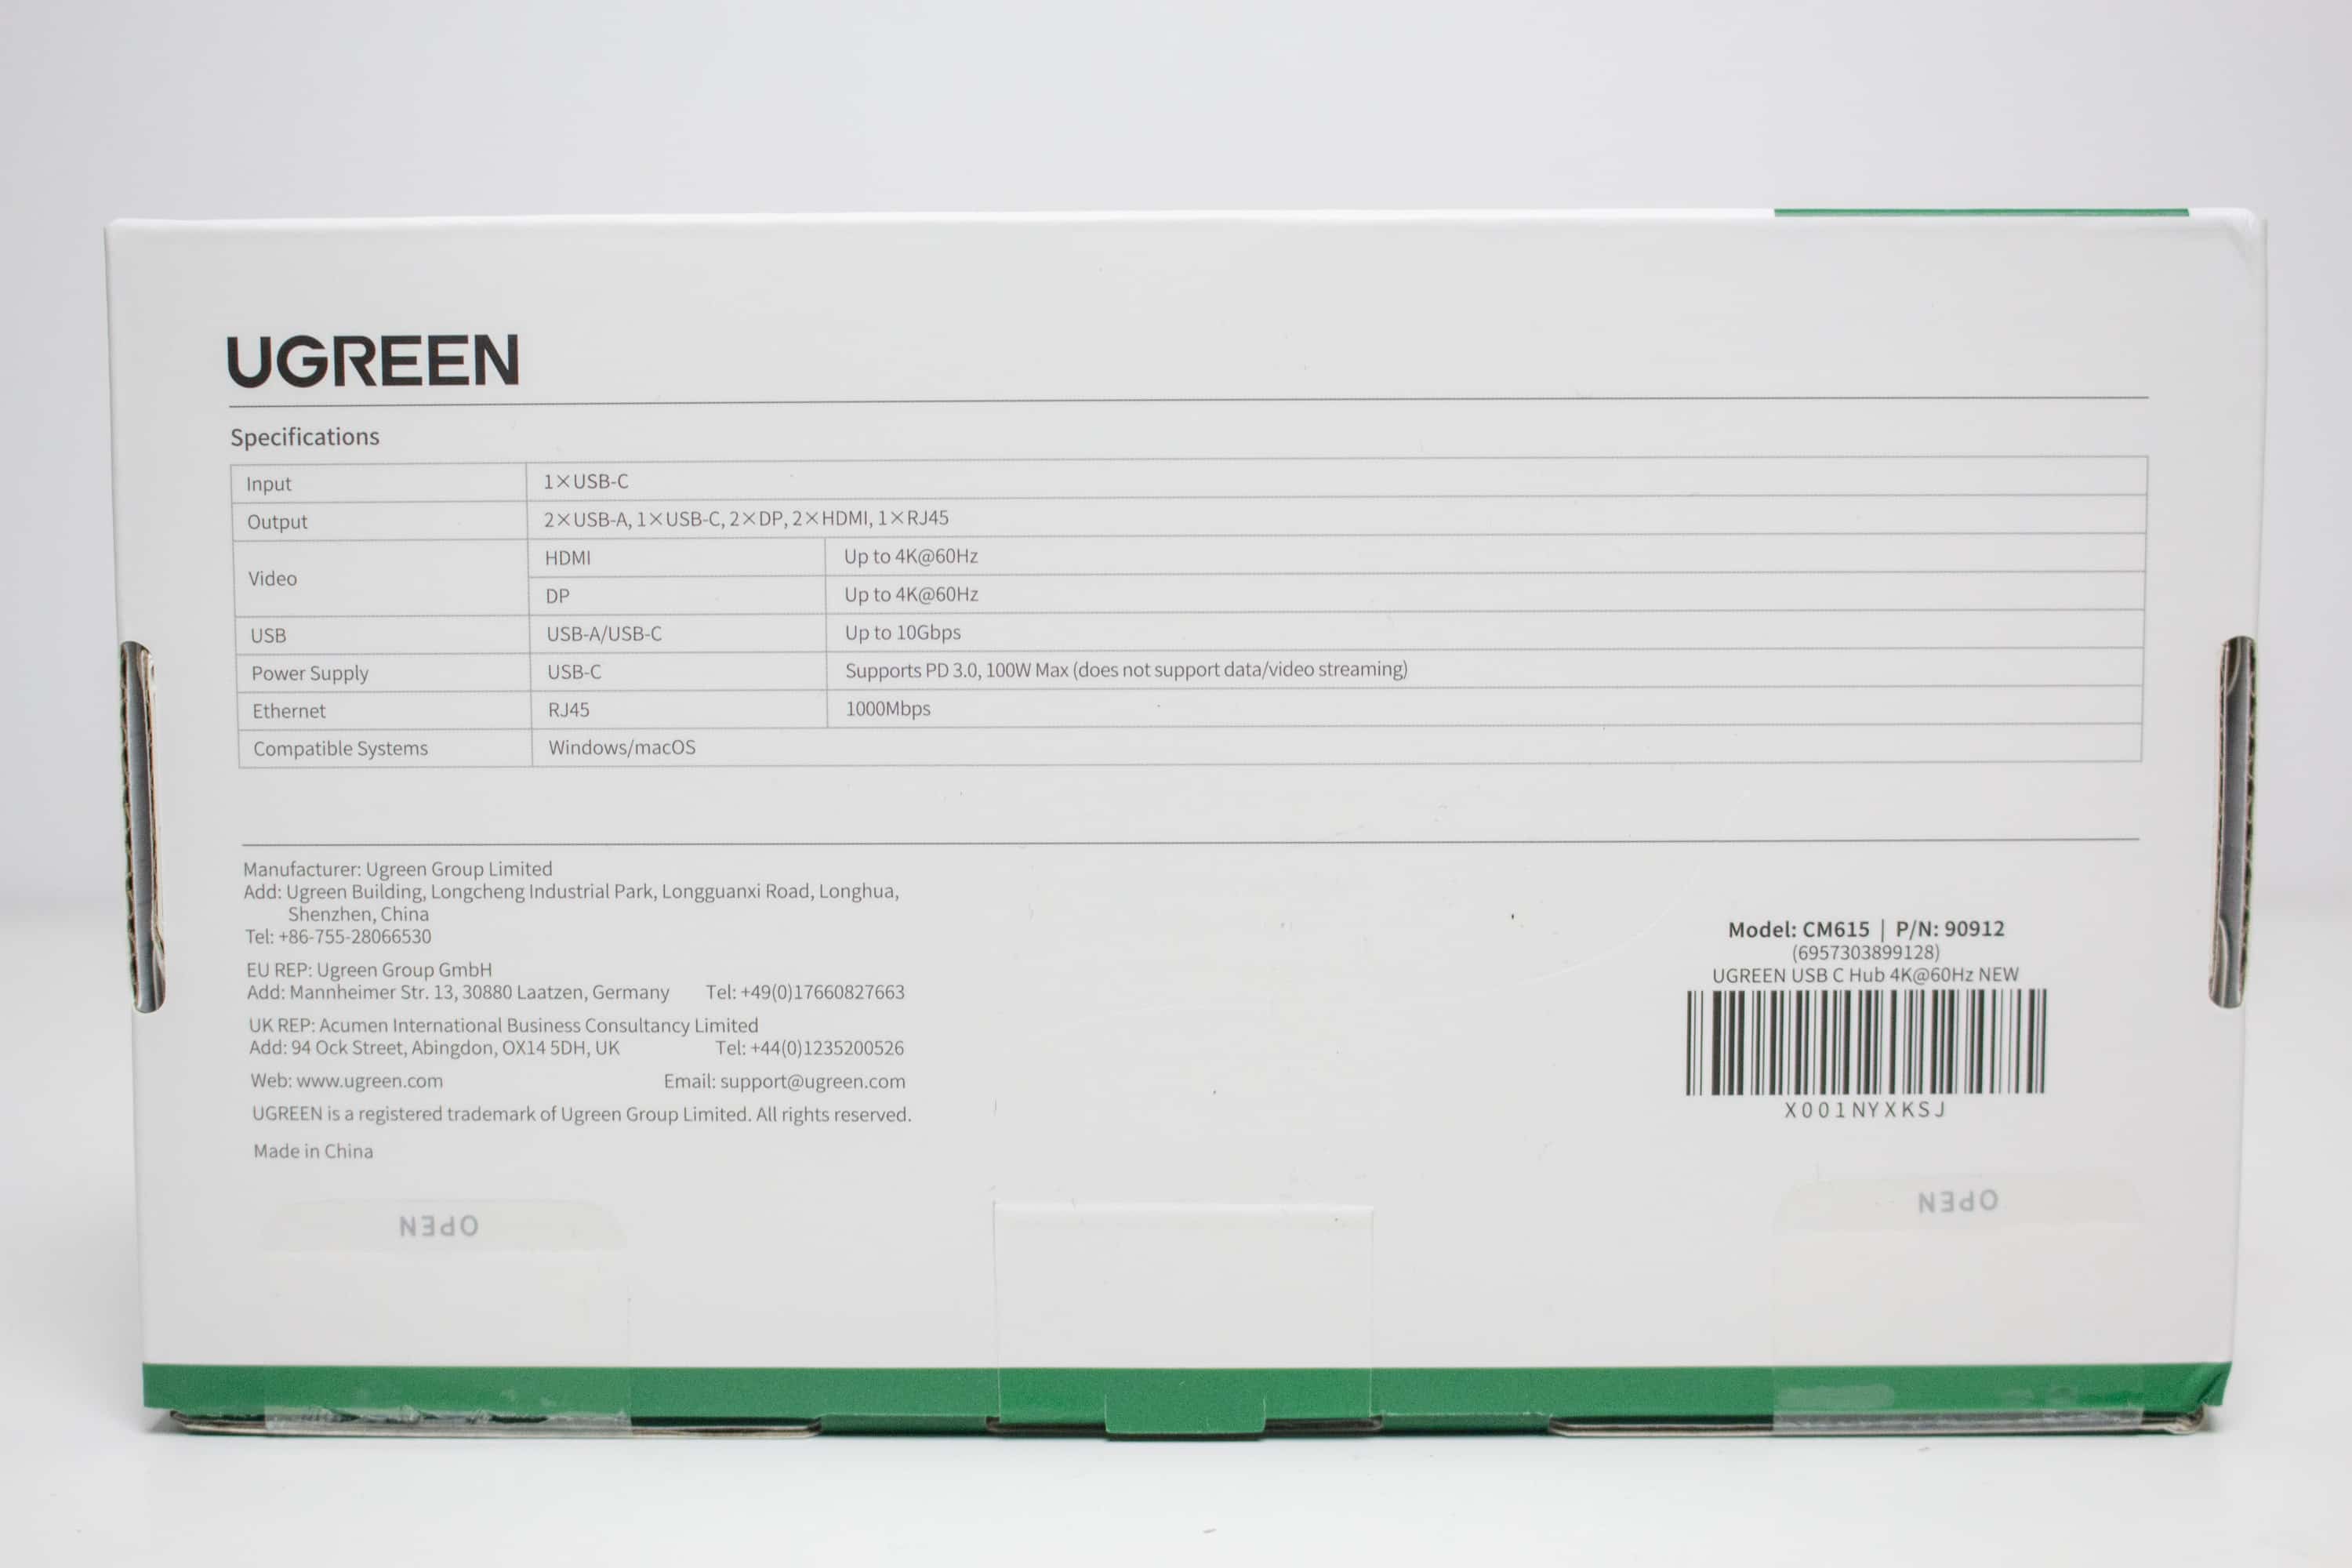 UGREEN
Specifications
Input 1×USB-C
Output 2×USB-A, 1×USB-C, 2×DP, 2×HDMI, 1×RJ45
Video HDMI Up to 4K@60Hz
DP Up to 4K@60Hz
USB USB-A/USB-C Up to 10Gbps
Power Supply USB-C Supports PD 3.0, 100W Max (does not support data/video streaming)
Ethernet RJ45 1000Mbps
Compatible Systems Windows/macOS
Manufacturer: Ugreen Group Limited
Add: Ugreen Building, Longcheng Industrial Park, Longguanxi Road, Longhua,
Shenzhen, China
Tel: +86-755-28066530
EU REP: Ugreen Group GmbH
Add: Mannheimer Str. 13, 30880 Laatzen, Germany Tel: +49(0)17660827663
UK REP: Acumen International Business Consultancy Limited
Add: 94 Ock Street, Abingdon, OX14 5DH, UK Tel: +44(0)1235200526
Web: www.ugreen.com Email: support@ugreen.com
UGREEN is a registered trademark of Ugreen Group Limited. All rights reserved.
Made in China
Model: CM615 | P/N: 90912
(6957303899128)
UGREEN USB C Hub 4K@60Hz NEW
X001NYXKSJ
OPEN
OPEN